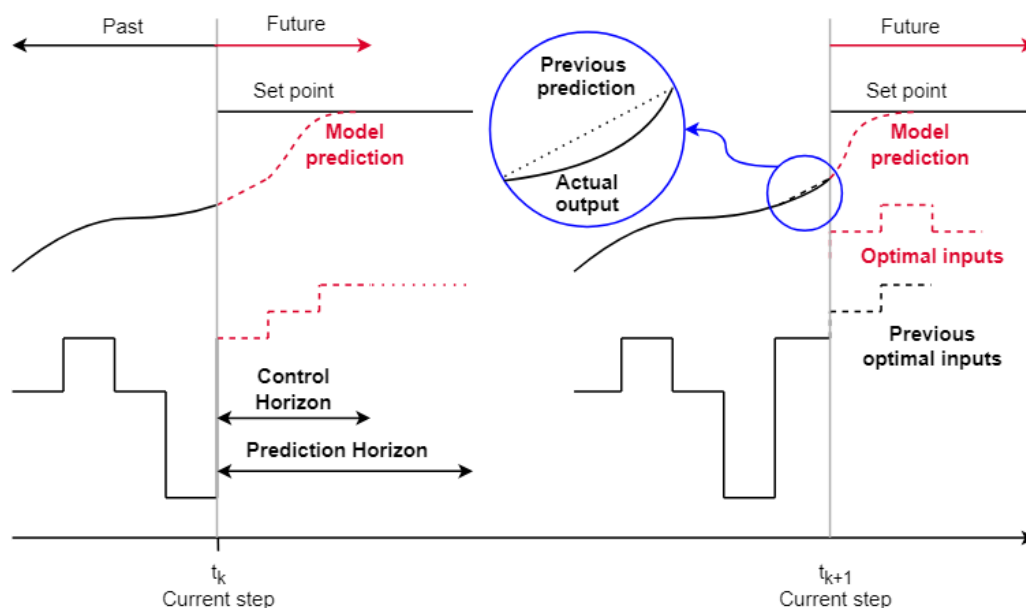 Past
Future
Set point
Model
prediction
Control
Horizon
Prediction Horizon
t_k
Current step
Previous
prediction
Actual
output
Future
Set point
Model
prediction
Optimal inputs
Previous
optimal inputs
t_k+1
Current step